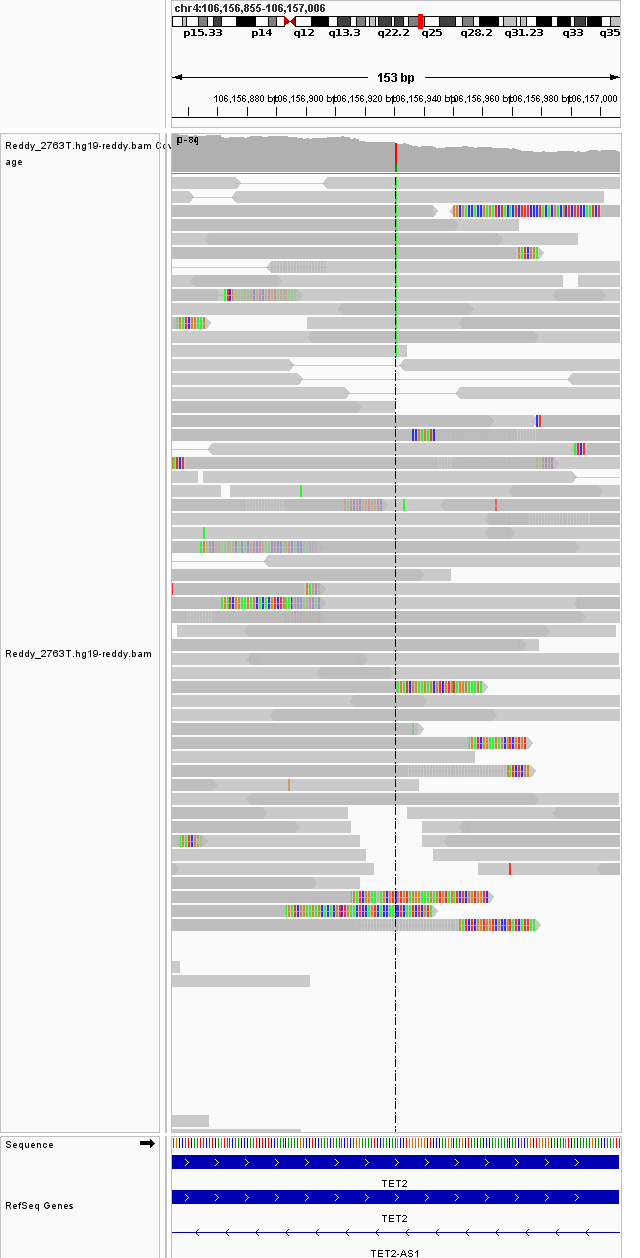 chr4:106,156,855-106,157,006
p15.33 p14 q12 q13.3 q22.2 q25 q28.2 q31.23 q33 q35
153 bp
106,156,880 bp 106,156,900 bp 106,156,920 bp 106,156,940 bp 106,156,960 bp 106,156,980 bp 106,157,000
Reddy_2763T.hg19-reddy.bam Cov
age
Reddy_2763T.hg19-reddy.bam
Sequence
TET2
RefSeq Genes
TET2
TET2-AS1